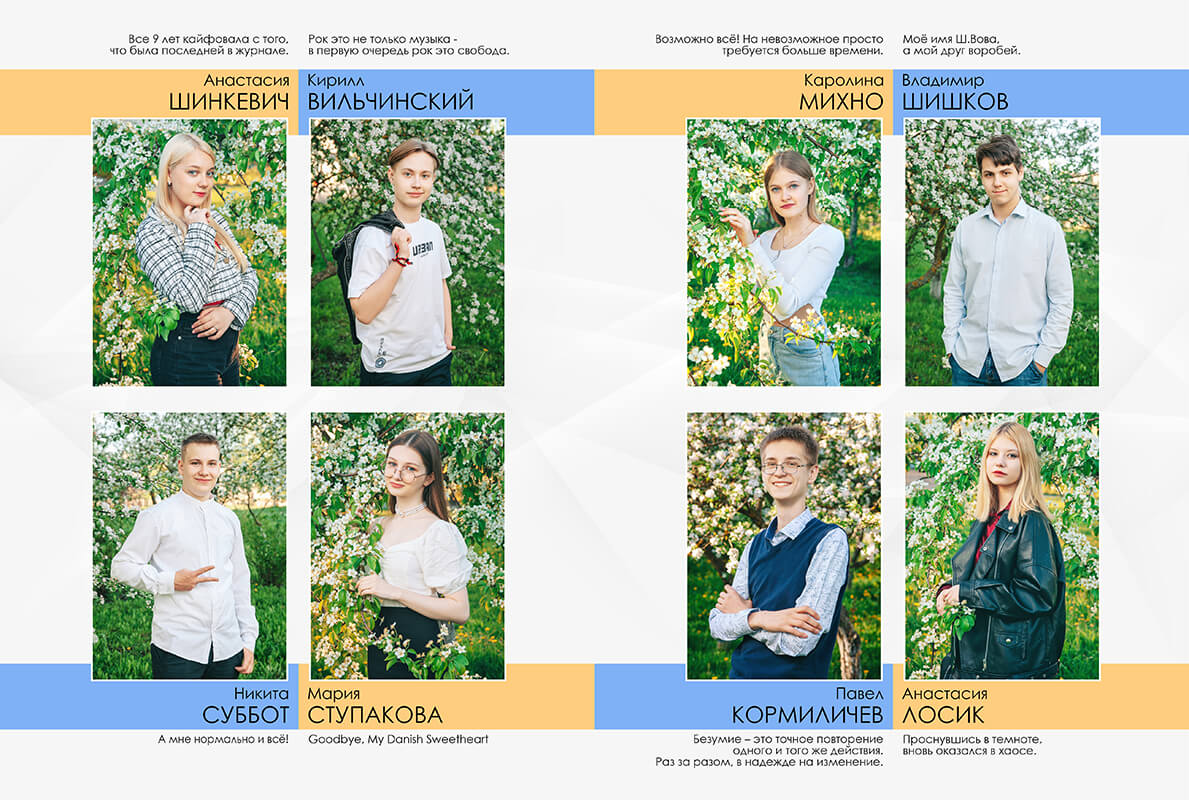 Все 9 лет кайфовала с того,
что была последней в журнале.
Анастасия
ШИНКЕВИЧ
Рок это не только музыка -
в первую очередь рок это свобода.
Кирилл
ВИЛЬЧИНСКИЙ
Возможно всё! На невозможное просто
требуется больше времени.
Каролина
МИХНО
Моё имя Ш.Вова,
а мой друг воробей.
Владимир
ШИШКОВ
Никита
СУББОТ
А мне нормально и всё!
Мария
СТУПАКОВА
Goodbye, My Danish Sweetheart
Павел
КОРМИЛИЧЕВ
Безумие – это точное повторение
одного и того же действия.
Раз за разом, в надежде на изменение.
Анастасия
ЛОСИК
Проснувшись в темноте,
вновь оказался в хаосе.